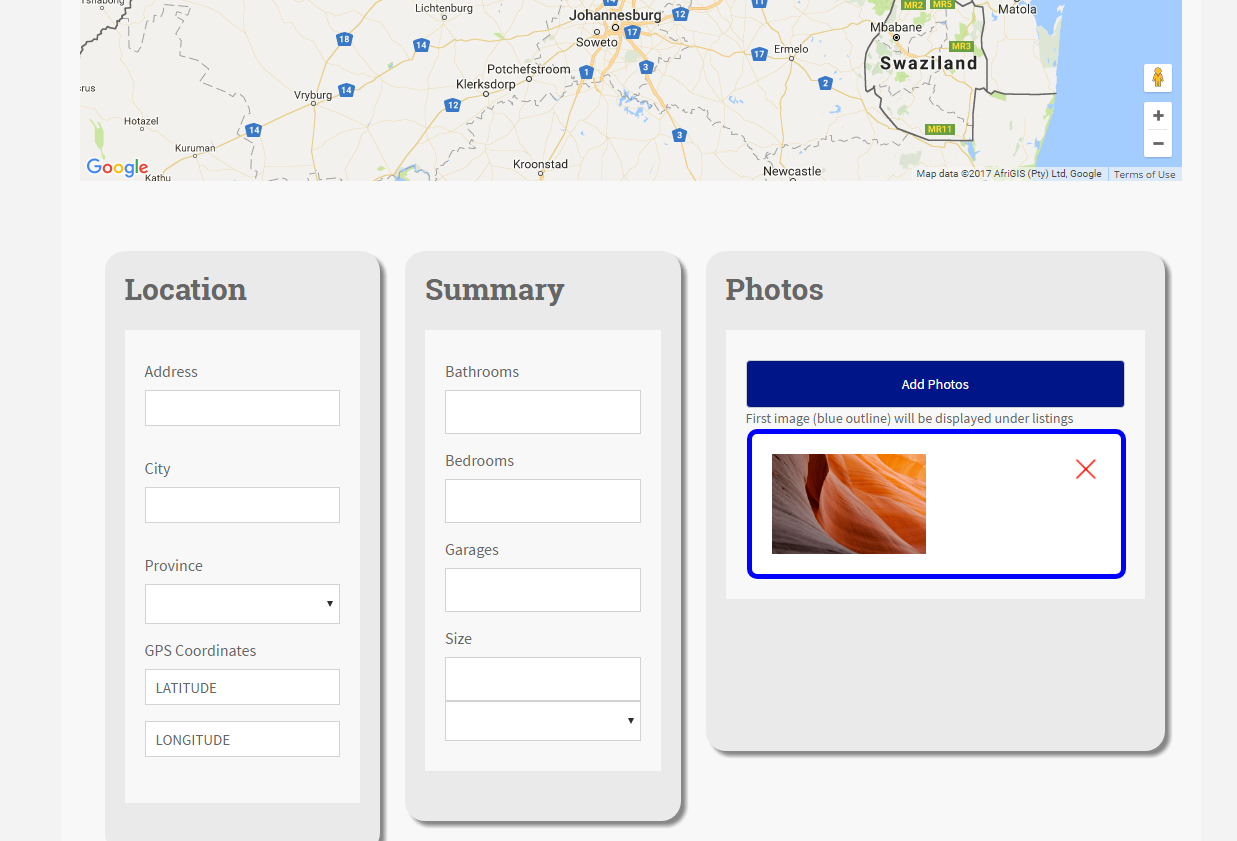 Lichtenburg
Johannesburg
Soweto
14
12
11
17
18
14
17
MR2
MR5
Matola
Mbabane
MR3
Swaziland
Ermelo
Potchefstroom
1
3
2
Klerksdorp
Vryburg
14
12
Hotazel
14
3
MR11
Kuruman
Kroonstad
Newcastle
Google
Kathu
Map data ©2017 AfriGIS (Pty) Ltd, Google
Terms of Use
Location
Address
City
Province
GPS Coordinates
LATITUDE
LONGITUDE
Summary
Bathrooms
Bedrooms
Garages
Size
Photos
Add Photos
First image (blue outline) will be displayed under listings